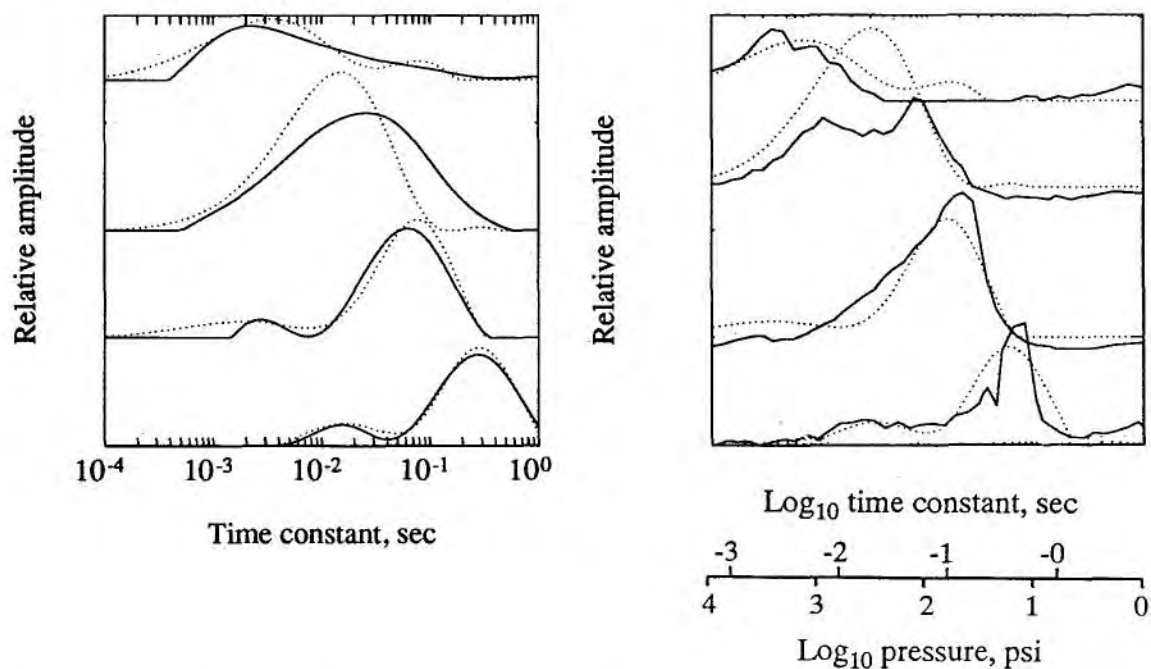 Relative amplitude
10⁻⁴ 10⁻³ 10⁻² 10⁻¹ 10⁰
Time constant, sec
Relative amplitude
Log₁₀ time constant, sec
-3 -2 -1 -0
4 3 2 1 0
Log₁₀ pressure, psi